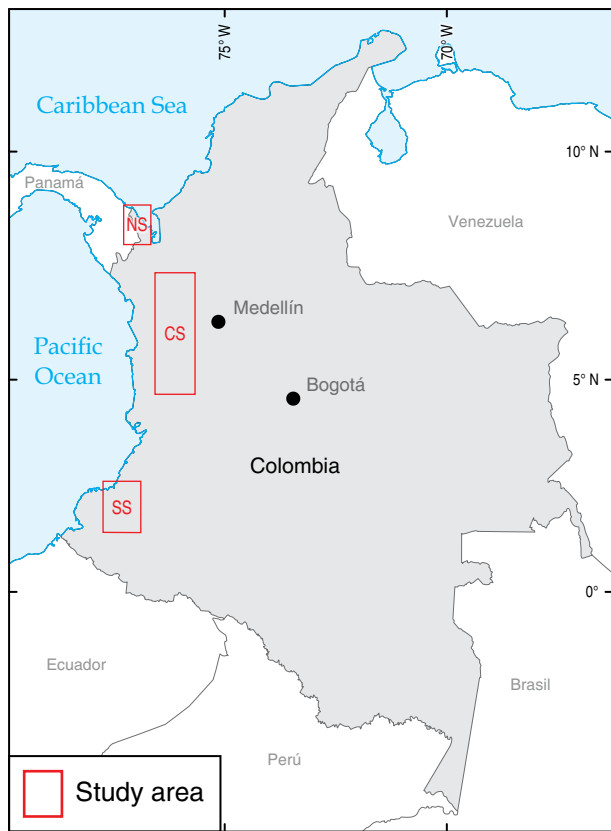 75° W
70° W
Caribbean Sea
10° N
Panamá
NS
Venezuela
Medellín
CS
Pacific
Ocean
5° N
Bogotá
Colombia
SS
0°
Ecuador
Brasil
Perú
Study area